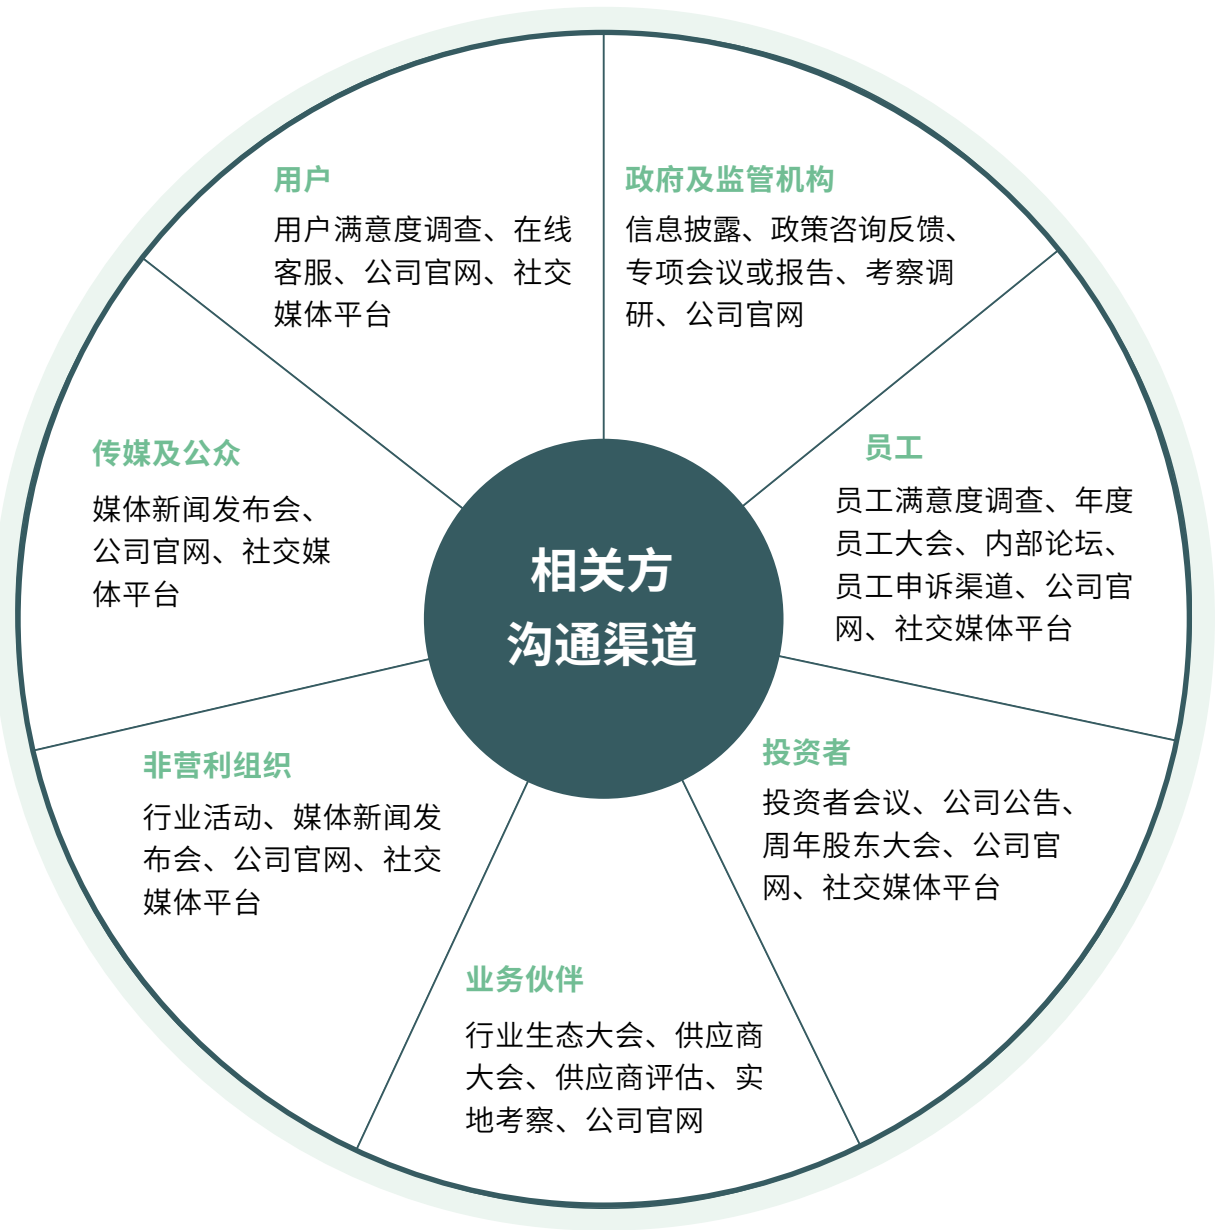 用户
用户满意度调查、在线
客服、公司官网、社交
媒体平台
政府及监管机构
信息披露、政策咨询反馈、
专项会议或报告、考察调
研、公司官网
传媒及公众
媒体新闻发布会、
公司官网、社交媒
体平台
相关方
沟通渠道
员工
员工满意度调查、年度
员工大会、内部论坛、
员工申诉渠道、公司官
网、社交媒体平台
非营利组织
行业活动、媒体新闻发
布会、公司官网、社交
媒体平台
投资者
投资者会议、公司公告、
周年股东大会、公司官
网、社交媒体平台
业务伙伴
行业生态大会、供应商
大会、供应商评估、实
地考察、公司官网